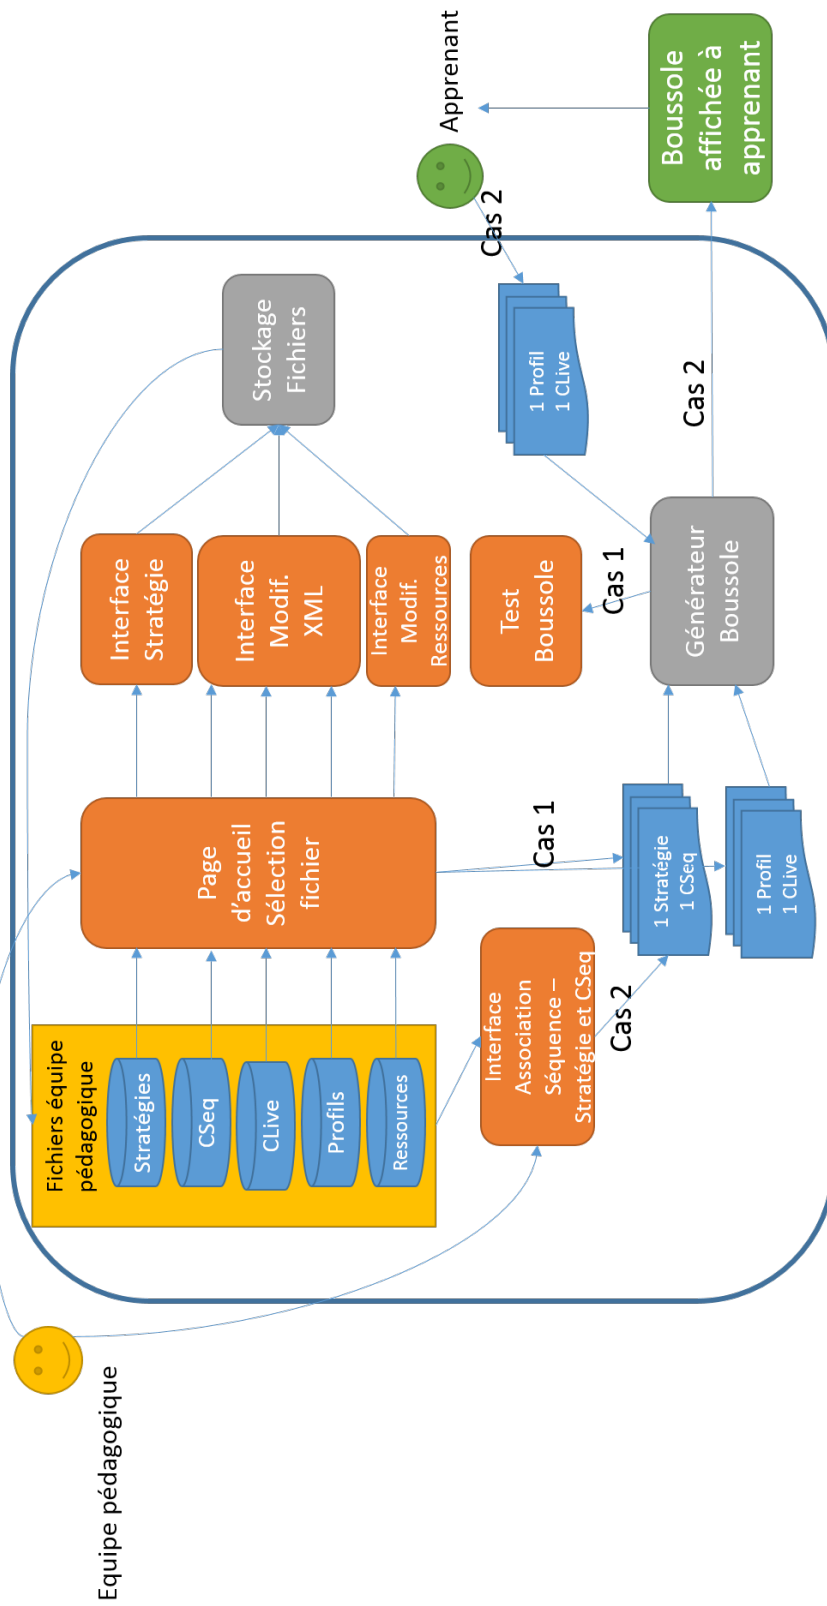 Equipe pédagogique
Fichiers équipe
pédagogique
Stratégies
CSeq
CLive
Profils
Ressources
Page
d'accueil
Sélection
fichier
Interface
Stratégie
Interface
Modif.
XML
Interface
Modif.
Ressources
Stockage
Fichiers
Interface
Association
Séquence –
Stratégie et CSeq
Cas 1
Cas 2
1 Stratégie
1 CSeq
1 Profil
1 CLive
Test
Boussole
Cas 1
Générateur
Boussole
1 Profil
1 CLive
Cas 2
Cas 2
Apprenant
Boussole
affichée à
apprenant